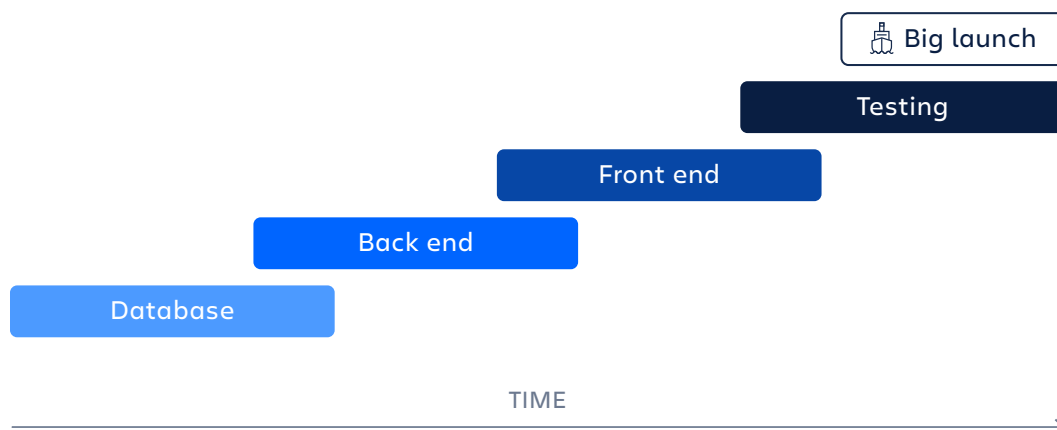 Big launch
Testing
Front end
Back end
Database
TIME